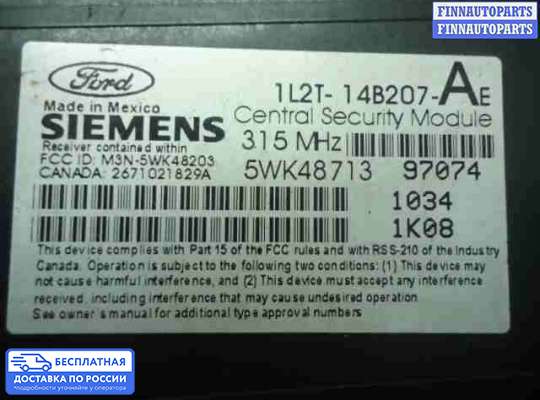 FINNAUTOPARTS
FINNAUTOPARTS
Ford
1L2T-14B207-AE
Made in Mexico
Central Security Module
SIEMENS
315 MHz
Receiver contained within
FCC ID: M3N-5WK48203
CANADA: 2671021829A
5WK48713 97074
1034
1K08
This device complies with Part 15 of the FCC rules and with RSS-210 of the Industry
Canada. Operation is subject to the following two conditions: (1) This device may
not cause harmful interference, and (2) This device must accept any interference
received, including interference that may cause undesired operation.
See owner's manual for additional type approval numbers
БЕСПЛАТНАЯ
ДОСТАВКА ПО РОССИИ
подробности уточняйте у оператора